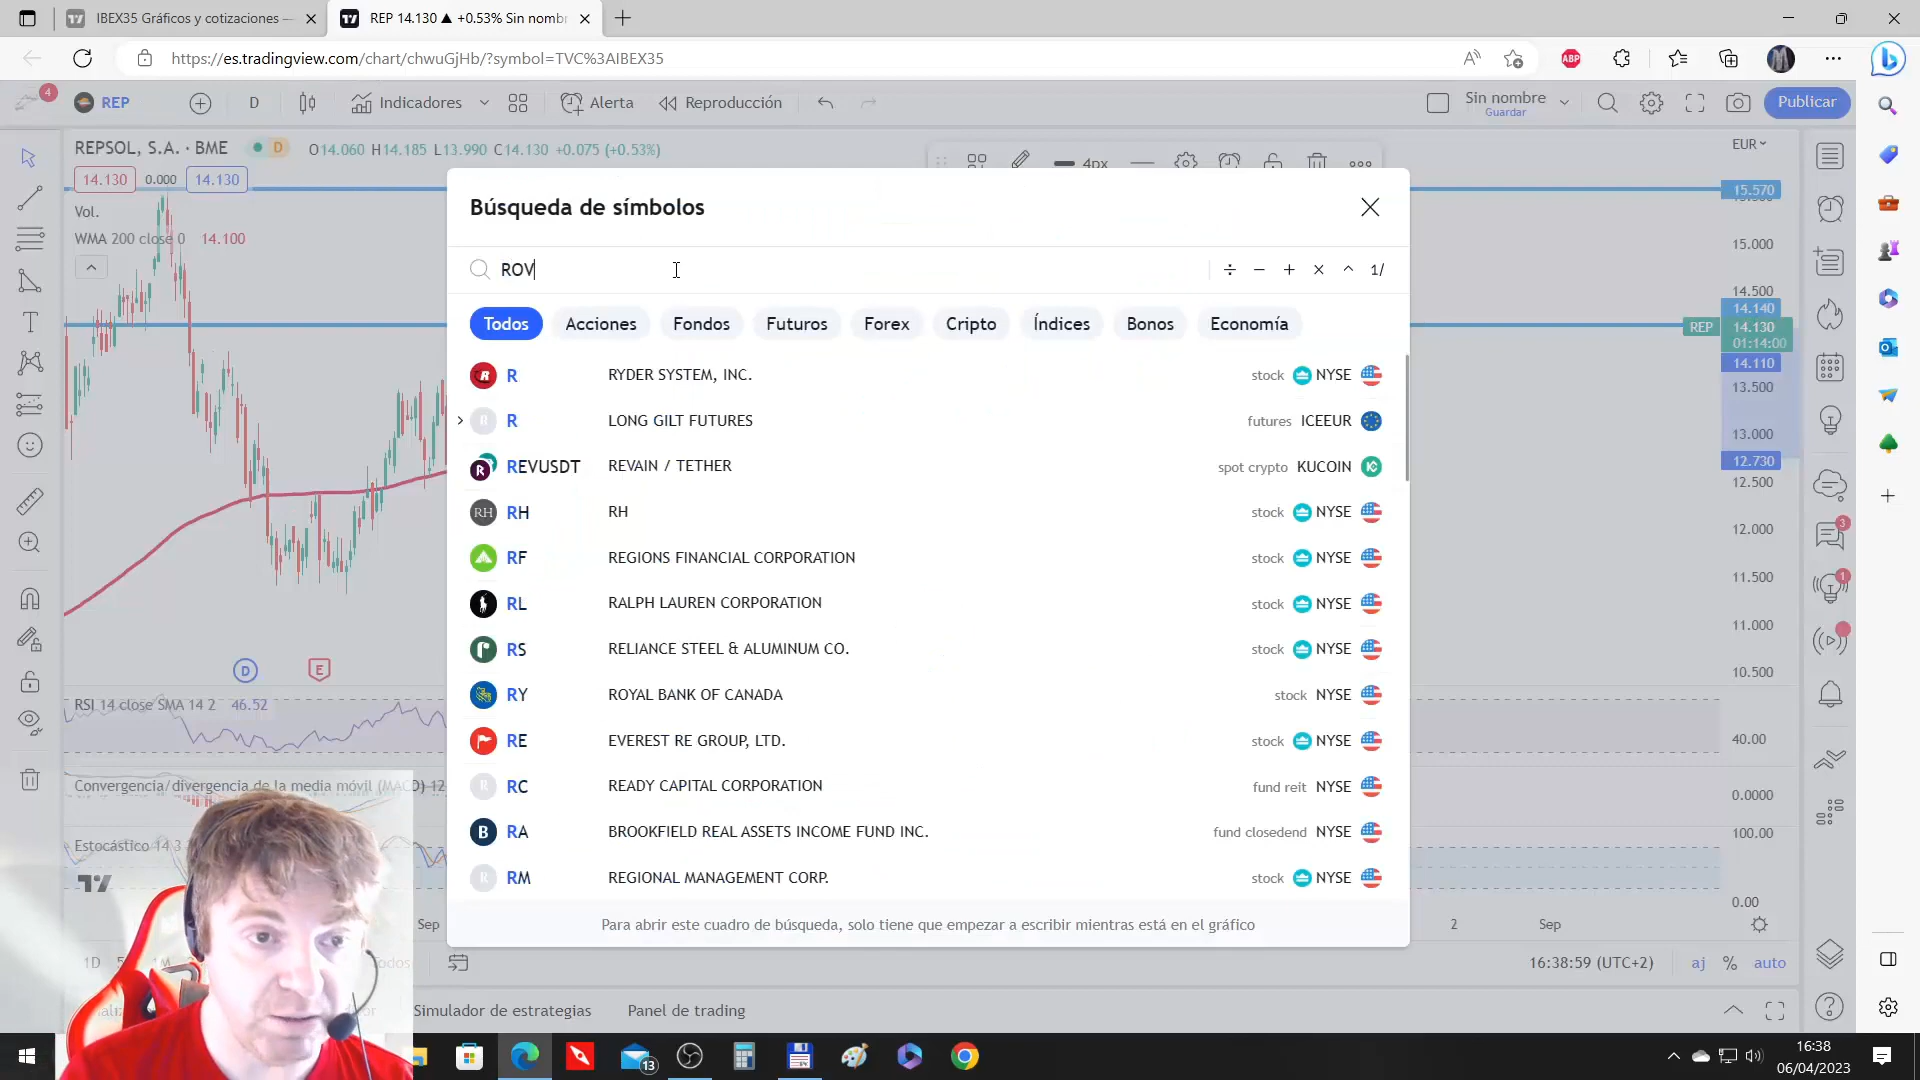 IBEX35 Gráficos y cotizaciones —
REP 14.130 ▲ +0.53% Sin nombr
https://es.tradingview.com/chart/chwuGjHb/?symbol=TVC%3AIBEX35
ABP
4
REP
D
Indicadores
Alerta
Reproducción
Sin nombre
Guardar
Publicar
REPSOL, S.A. · BME
D
O14.060 H14.185 L13.990 C14.130 +0.075 (+0.53%)
4px
EUR
14.130
0.000
14.130
Vol.
WMA 200 close 0 14.100
Búsqueda de símbolos
ROV
1/
Todos
Acciones
Fondos
Futuros
Forex
Cripto
Índices
Bonos
Economía
R RYDER SYSTEM, INC. stock NYSE
R LONG GILT FUTURES futures ICEEUR
REVUSDT REVAIN / TETHER spot crypto KUCOIN
RH RH stock NYSE
RF REGIONS FINANCIAL CORPORATION stock NYSE
RL RALPH LAUREN CORPORATION stock NYSE
RS RELIANCE STEEL & ALUMINUM CO. stock NYSE
RY ROYAL BANK OF CANADA stock NYSE
RE EVEREST RE GROUP, LTD. stock NYSE
RC READY CAPITAL CORPORATION fund reit NYSE
RA BROOKFIELD REAL ASSETS INCOME FUND INC. fund closedend NYSE
RM REGIONAL MANAGEMENT CORP. stock NYSE
Para abrir este cuadro de búsqueda, solo tiene que empezar a escribir mientras está en el gráfico
15.570
15.000
14.500
14.140
REP
14.130
01:14:00
14.110
13.500
13.000
12.730
12.500
12.000
11.500
11.000
10.500
40.00
0.0000
100.00
0.00
D
E
RSI 14 close SMA 14 2 46.52
Convergencia/divergencia de la media móvil (MACD) 12
Estocástico 14 3
Sep
2
Sep
1D
16:38:59 (UTC+2)
aj
%
auto
Simulador de estrategias
Panel de trading
3
1
13
16:38
06/04/2023